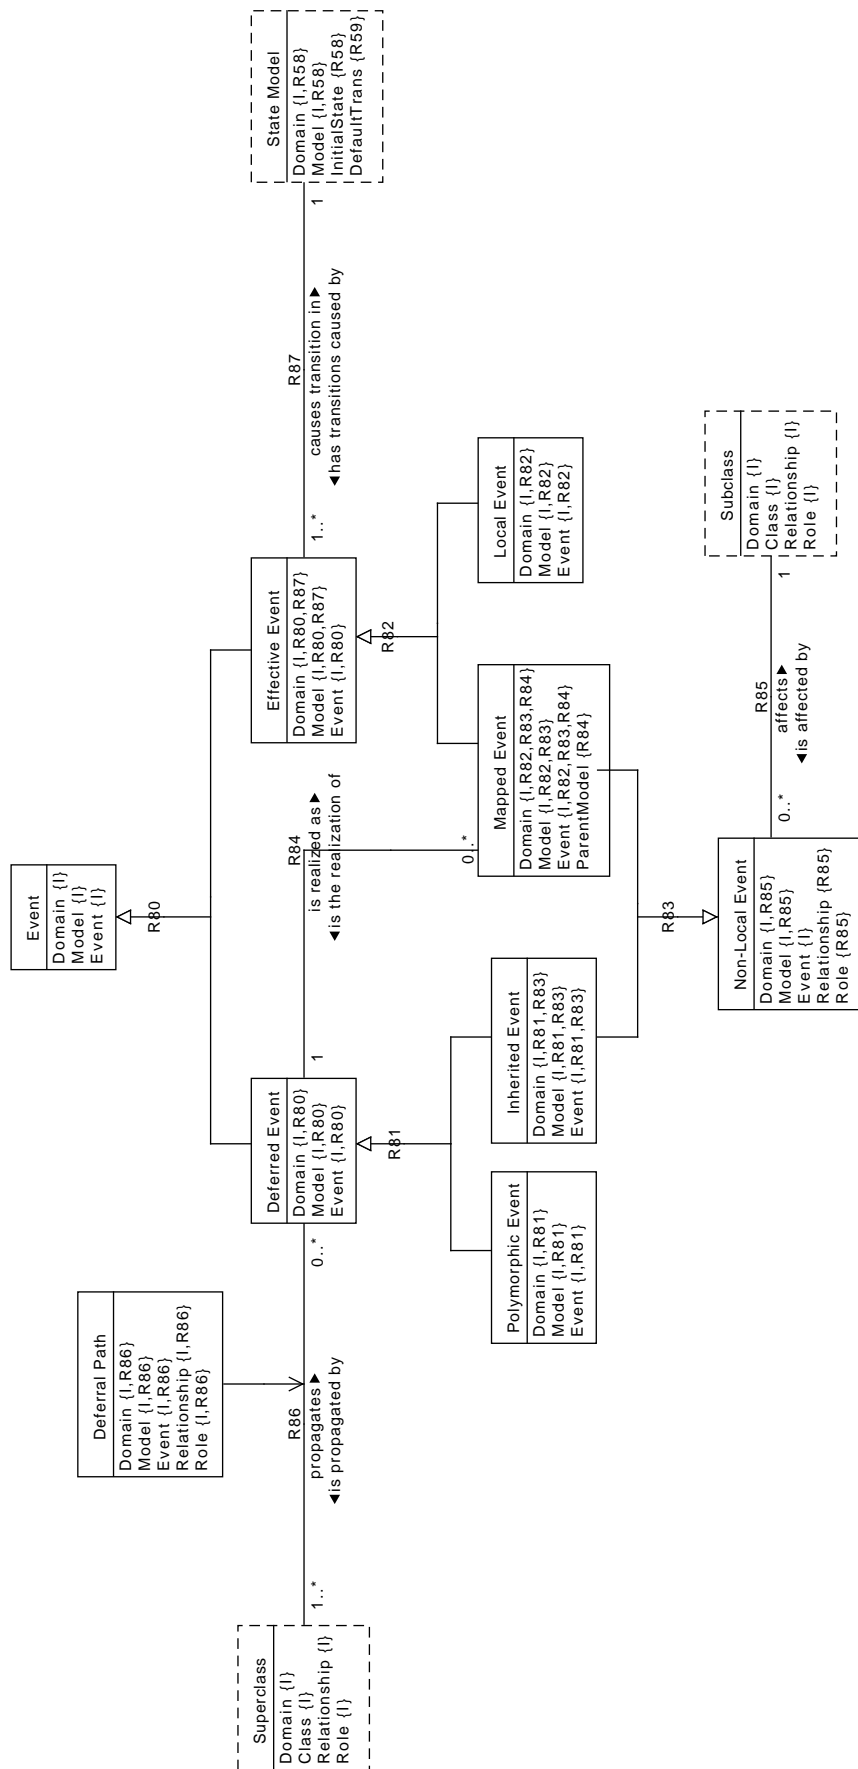 Event
Domain {I}
Model {I}
Event {I}
R80
Superclass
Domain {I}
Class {I}
Relationship {I}
Role {I}
1..*
R86
propagates ▶
◀is propagated by
0..*
Deferral Path
Domain {I,R86}
Model {I,R86}
Event {I,R86}
Relationship {I,R86}
Role {I,R86}
Deferred Event
Domain {I,R80}
Model {I,R80}
Event {I,R80}
1
R84
is realized as▶
◀is the realization of
0..*
Effective Event
Domain {I,R80,R87}
Model {I,R80,R87}
Event {I,R80}
1..*
R87
causes transition in▶
◀has transitions caused by
1
State Model
Domain {I,R58}
Model {I,R58}
InitialState {R58}
DefaultTrans {R59}
R81
R82
Polymorphic Event
Domain {I,R81}
Model {I,R81}
Event {I,R81}
Inherited Event
Domain {I,R81,R83}
Model {I,R81,R83}
Event {I,R81,R83}
Mapped Event
Domain {I,R82,R83,R84}
Model {I,R82,R83}
Event {I,R82,R83,R84}
ParentModel {R84}
Local Event
Domain {I,R82}
Model {I,R82}
Event {I,R82}
R83
Non-Local Event
Domain {I,R85}
Model {I,R85}
Event {I}
Relationship {R85}
Role {R85}
0..*
R85
affects▶
◀is affected by
1
Subclass
Domain {I}
Class {I}
Relationship {I}
Role {I}